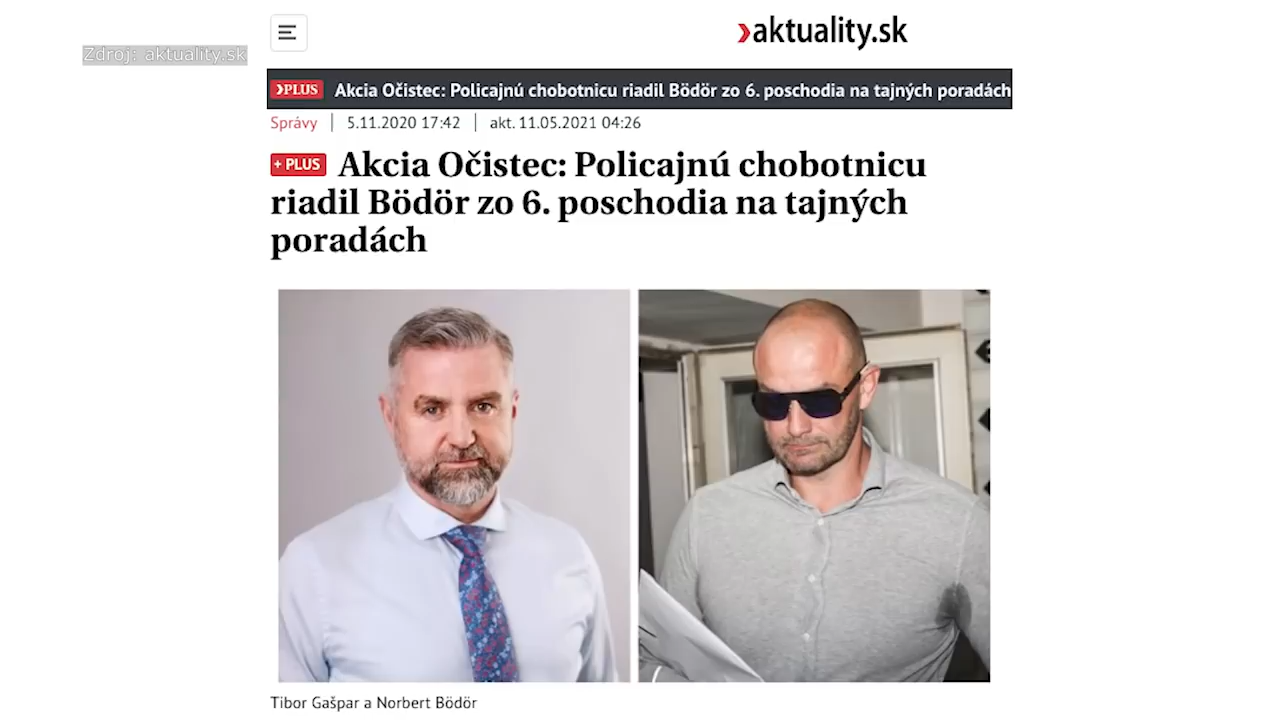 aktuality.sk
Zdroj: aktuality.sk
PLUS Akcia Očistec: Policajnú chobotnicu riadil Bödör zo 6. poschodia na tajných poradách
Správy | 5.11.2020 17:42 | akt. 11.05.2021 04:26
+ PLUS Akcia Očistec: Policajnú chobotnicu
riadil Bödör zo 6. poschodia na tajných
poradách
Tibor Gašpar a Norbert Bödör